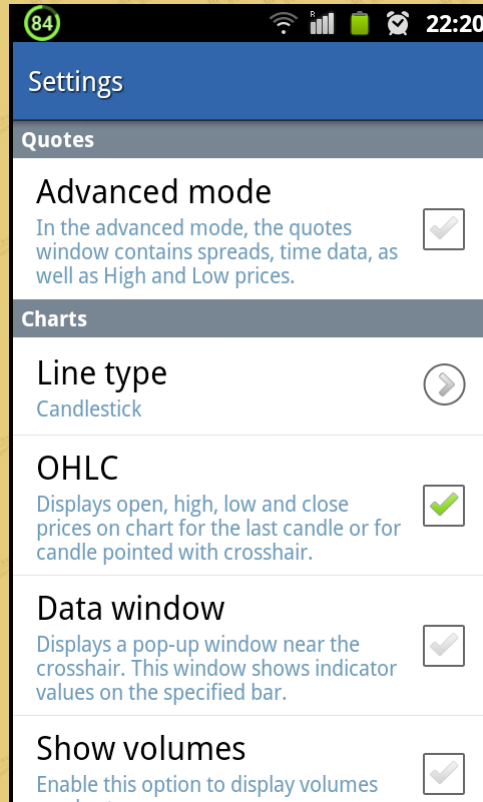 84
R
22:20
Settings
Quotes
Advanced mode
In the advanced mode, the quotes
window contains spreads, time data, as
well as High and Low prices.
Charts
Line type
Candlestick
OHLC
Displays open, high, low and close
prices on chart for the last candle or for
candle pointed with crosshair.
Data window
Displays a pop-up window near the
crosshair. This window shows indicator
values on the specified bar.
Show volumes
Enable this option to display volumes